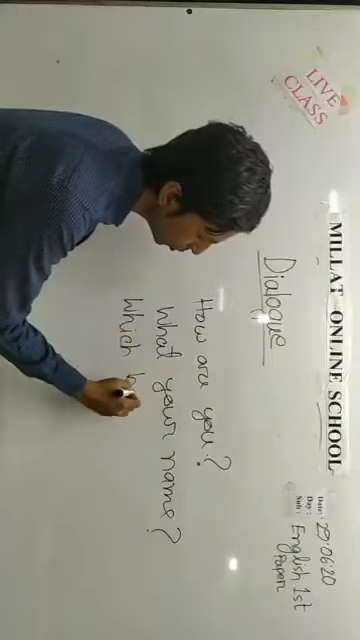 LIVE
CLASS
MILLAT ONLINE SCHOOL
Date: 29'06'20
Day:
Sub: English 1st
Paper
Dialogue
How are you?
What your name?
Which